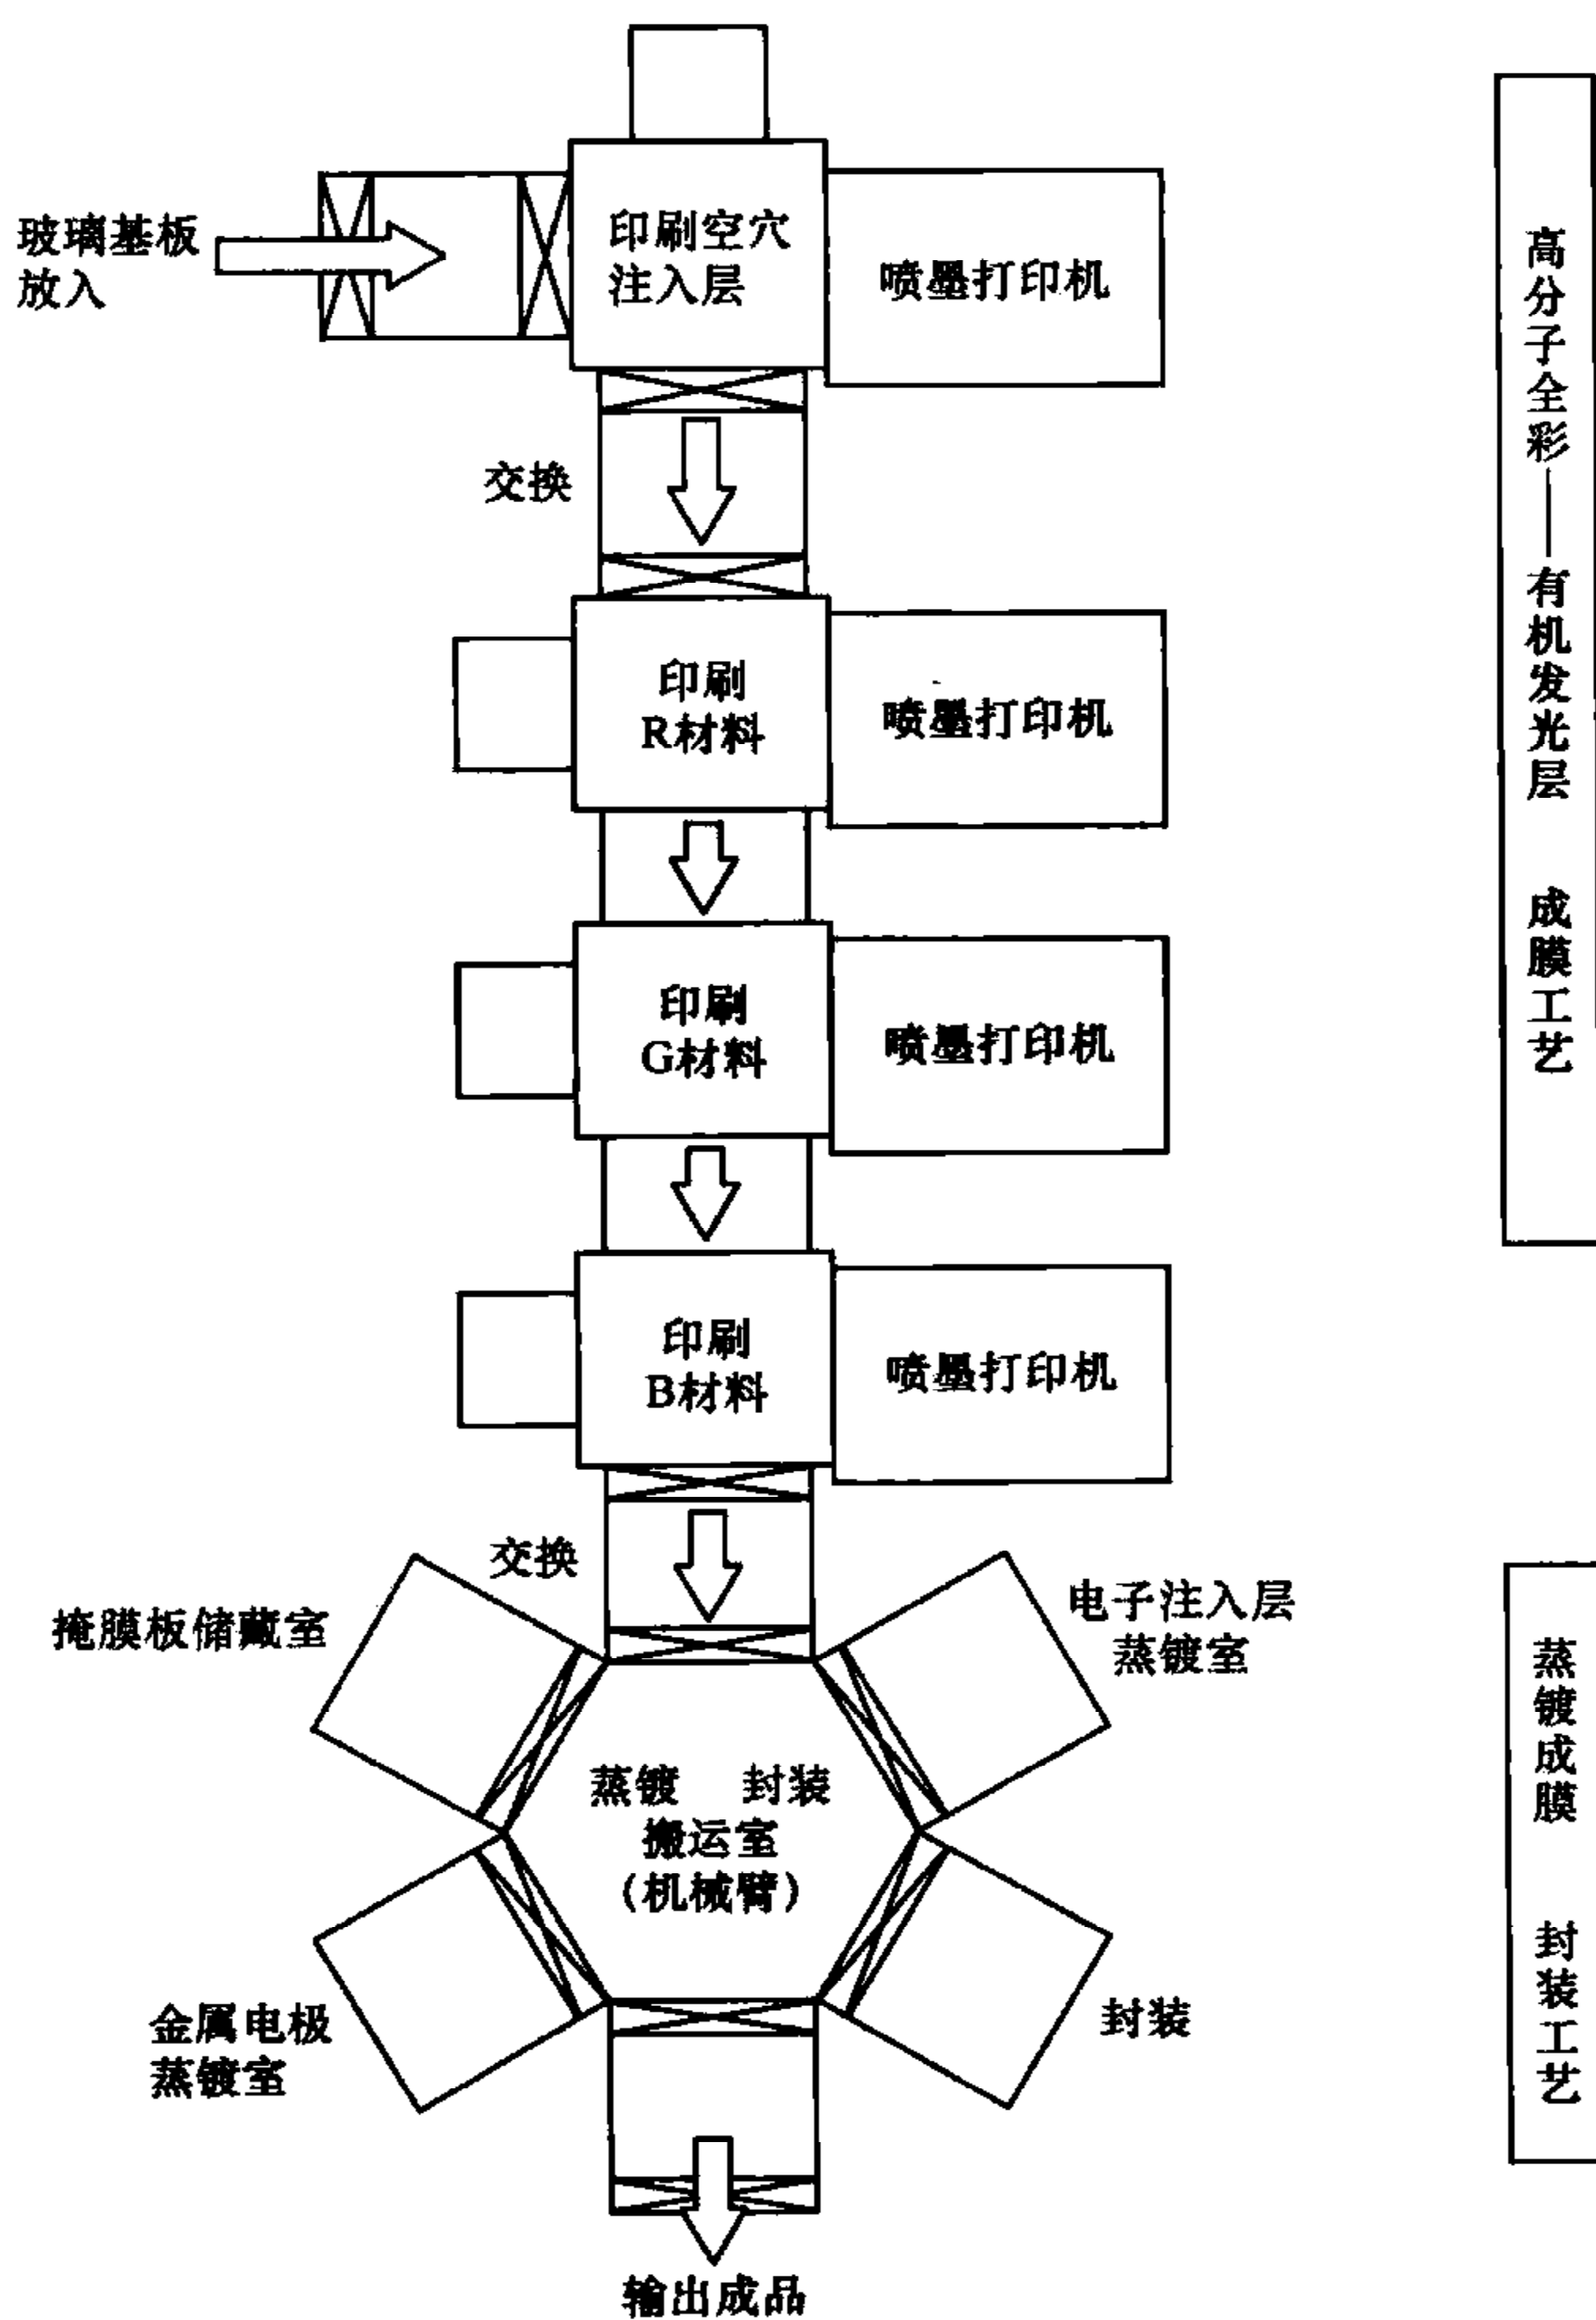 玻璃基板
放入
印刷空穴
注入层
喷墨打印机
交换
印刷
R材料
喷墨打印机
印刷
G材料
喷墨打印机
印刷
B材料
喷墨打印机
交换
掩膜板储藏室
电子注入层
蒸镀室
蒸镀 封装
搬运室
(机械臂)
金属电极
蒸镀室
封装
输出成品
高分子全彩——有机发光层 成膜工艺
蒸镀成膜 封装工艺